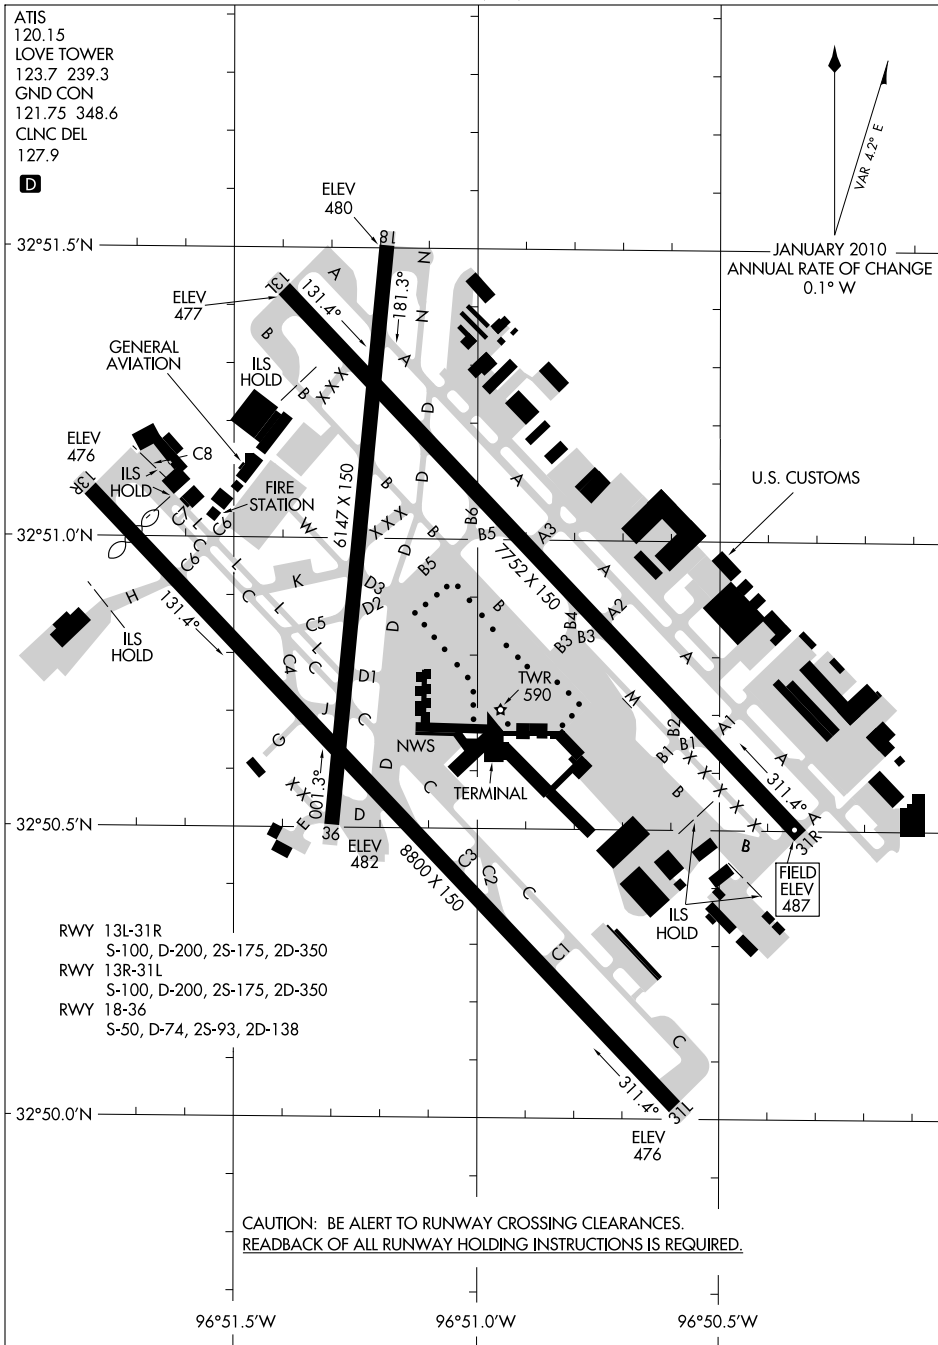 ATIS
120.15
LOVE TOWER
123.7 239.3
GND CON
121.75 348.6
CLNC DEL
127.9
D
VAR 4.2° E
JANUARY 2010
ANNUAL RATE OF CHANGE
0.1° W
ELEV
480
32°51.5'N
18
N
A
13L
131.4°
181.3°
ELEV
477
N
B
GENERAL
AVIATION
ILS
HOLD
A
B
X X X
D
ELEV
476
C8
ILS
HOLD
13R
FIRE
STATION
D
A
U.S. CUSTOMS
B
6147 X 150
L
C
C6
W
B6
X X X
B
B5
A3
32°51.0'N
C
C6
L
D
B5
7752 X 150
A
K
D3
H
C
L
D2
B
A2
131.4°
B4
C5
D
B3
B3
ILS
HOLD
L
C
C4
A
D1
TWR
590
M
J
C
B2
A1
G
NWS
B1
B1
A
D
X X X X X
TERMINAL
C
311.4°
X X
001.3°
B
E
D
A
36
31R
32°50.5'N
ELEV
482
B
C3
8800 X 150
C2
C
FIELD
ELEV
487
ILS
HOLD
RWY 13L-31R
S-100, D-200, 2S-175, 2D-350
RWY 13R-31L
S-100, D-200, 2S-175, 2D-350
RWY 18-36
S-50, D-74, 2S-93, 2D-138
C1
C
311.4°
31L
32°50.0'N
ELEV
476
CAUTION: BE ALERT TO RUNWAY CROSSING CLEARANCES.
READBACK OF ALL RUNWAY HOLDING INSTRUCTIONS IS REQUIRED.
96°51.5'W
96°51.0'W
96°50.5'W